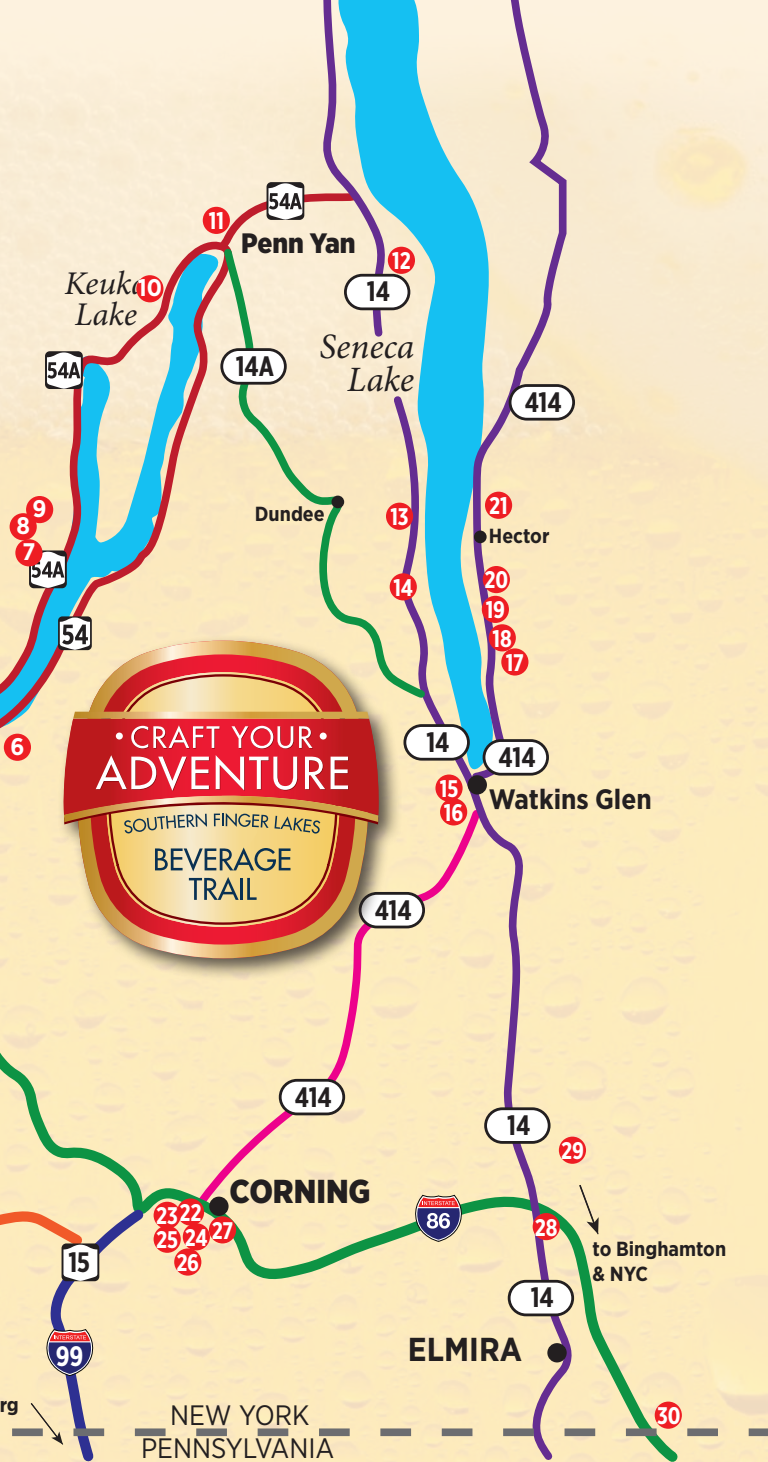 54A
11
Penn Yan
12
Keuka
10
Lake
14
Seneca
Lake
54A
14A
414
9
8
7
54A
Dundee
13
21
Hector
14
20
19
18
17
54
6
• CRAFT YOUR •
ADVENTURE
SOUTHERN FINGER LAKES
BEVERAGE
TRAIL
14
414
15
16
Watkins Glen
414
414
14
29
CORNING
23
22
25
24
27
26
INTERSTATE
86
28
to Binghamton
& NYC
15
14
INTERSTATE
99
ELMIRA
rg
NEW YORK
PENNSYLVANIA
30